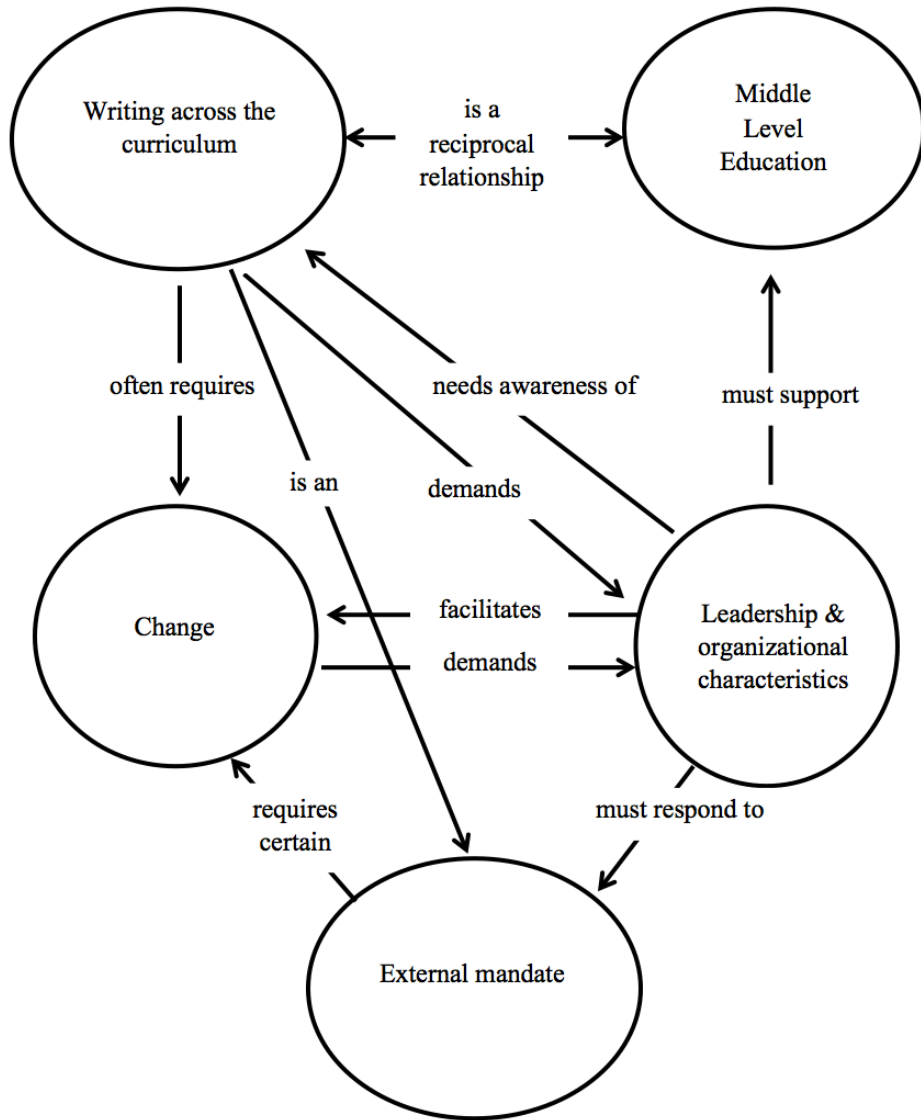 Writing across the
curriculum
is a
reciprocal
relationship
Middle
Level
Education
often requires
needs awareness of
must support
is an
demands
Change
facilitates
demands
Leadership &
organizational
characteristics
requires
certain
must respond to
External mandate